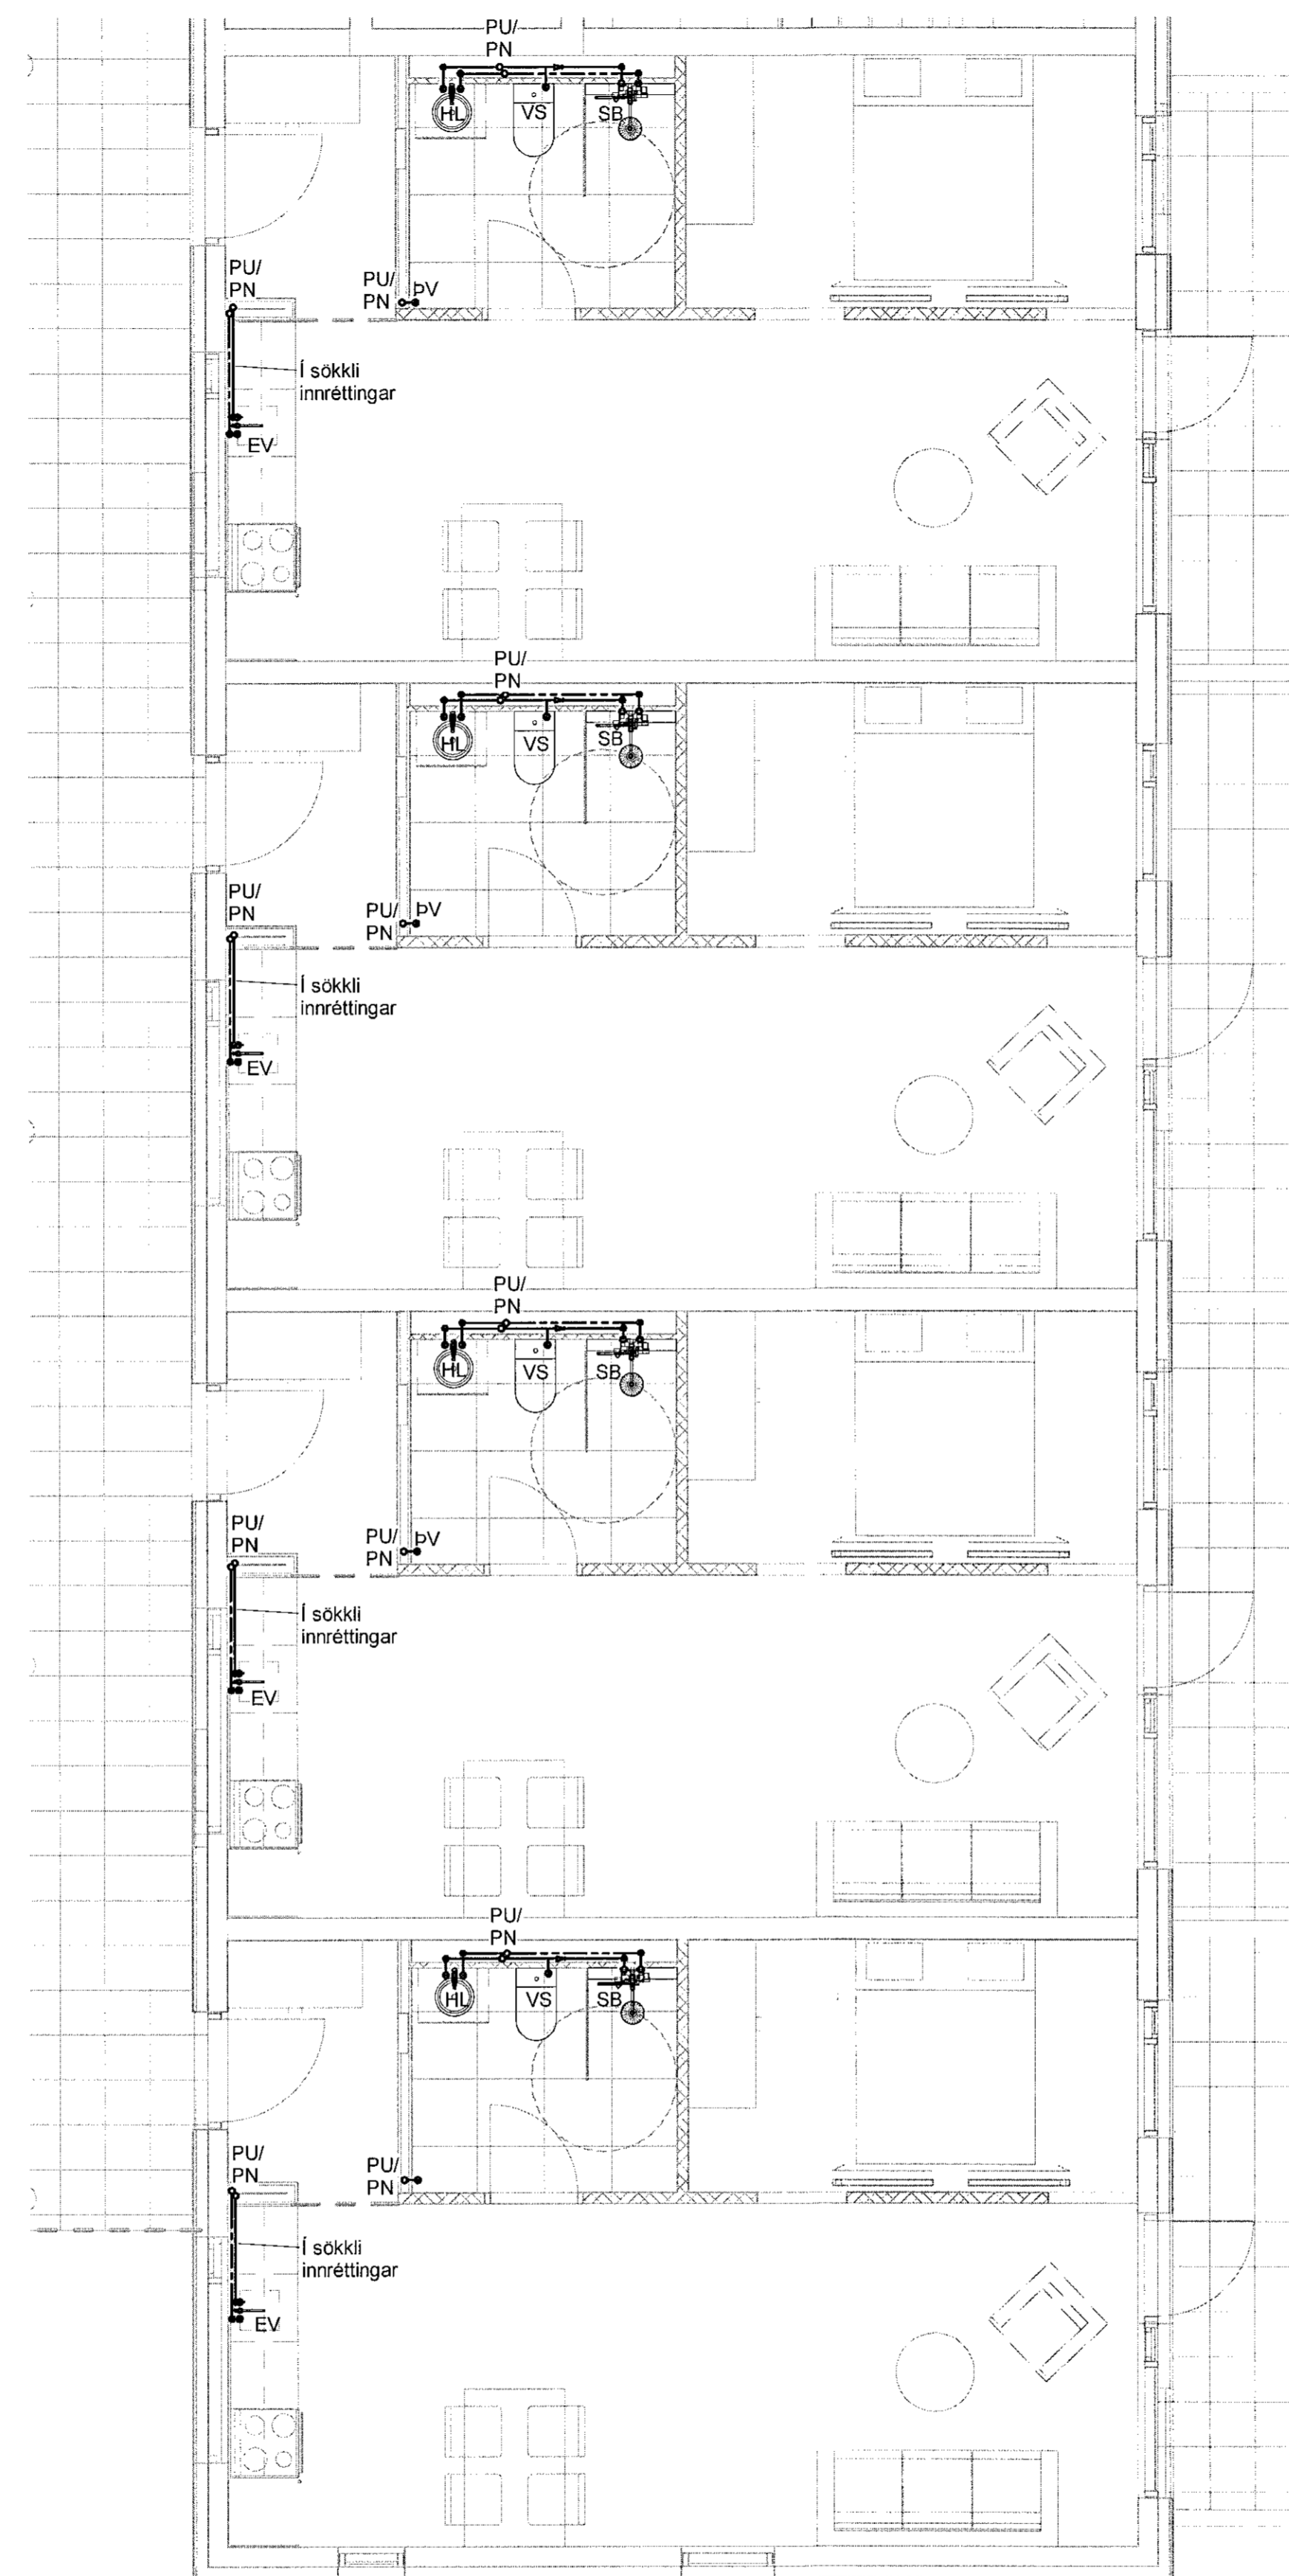 PU/
PN
HL
VS
SB
PU/
PN
PU/
PN
ÞV
Í sökkli
innréttingar
EV
PU/
PN
HL
VS
SB
PU/
PN
PU/
PN
ÞV
Í sökkli
innréttingar
EV
PU/
PN
HL
VS
SB
PU/
PN
PU/
PN
ÞV
Í sökkli
innréttingar
EV
PU/
PN
HL
VS
SB
PU/
PN
PU/
PN
Í sökkli
innréttingar
EV